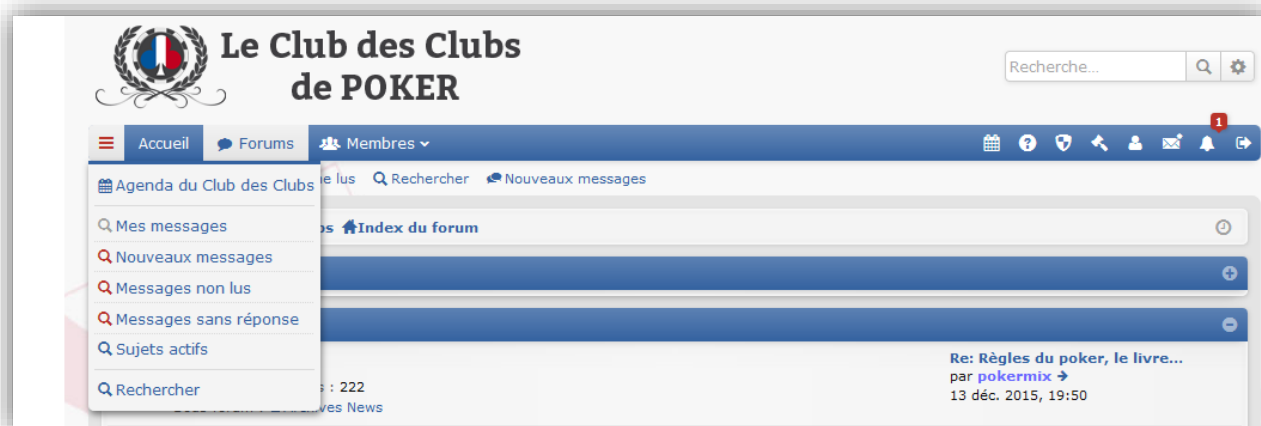 Le Club des Clubs
de POKER
Recherche...
1
Accueil Forums Membres
Agenda du Club des Clubs
lus Rechercher Nouveaux messages
Mes messages
Index du forum
Nouveaux messages
Messages non lus
Messages sans réponse
Sujets actifs
Re: Règles du poker, le livre...
Rechercher
: 222
par pokermix
13 déc. 2015, 19:50
ves News